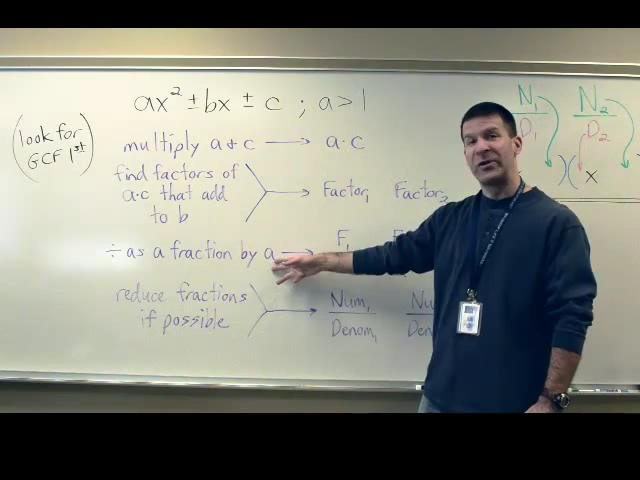 ax² ± bx ± c ; a > 1
(look for
GCF 1st)
multiply a & c → a·c
find factors of
a·c that add
to b
Factor₁ Factor₂
÷ as a fraction by a → F₁
reduce fractions
if possible
Num₁
Denom₁
N₁ N₂
D₁ D₂
)( x